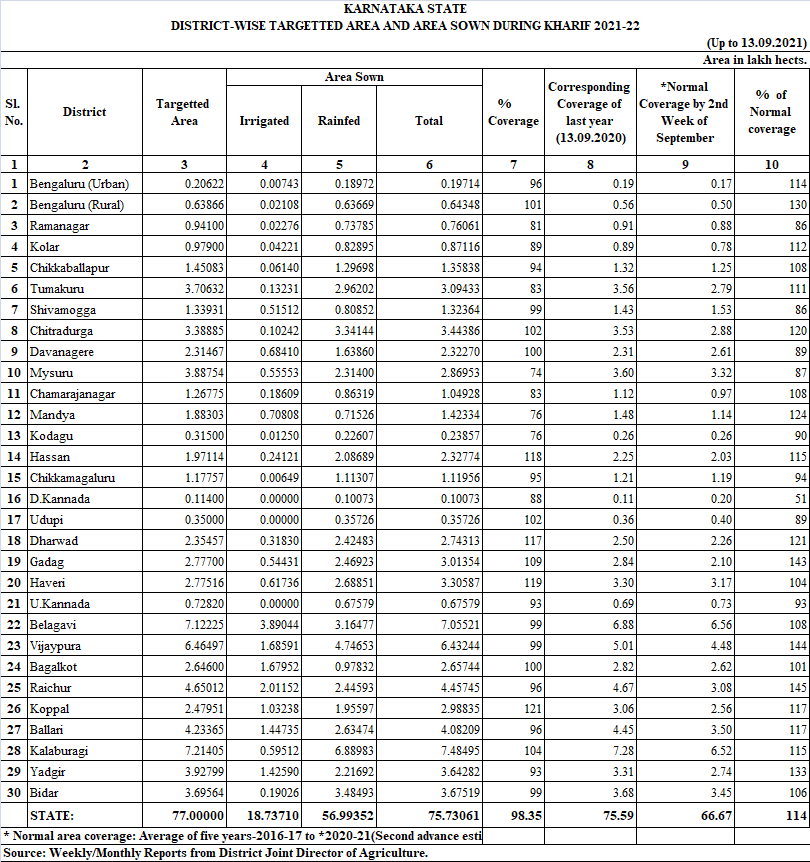 KARNATAKA STATE
DISTRICT-WISE TARGETTED AREA AND AREA SOWN DURING KHARIF 2021-22
(Up to 13.09.2021)
Area in lakh hects.
Sl. No. District Targetted Area Area Sown Irrigated Rainfed Total % Coverage Corresponding Coverage of last year (13.09.2020) *Normal Coverage by 2nd Week of September % of Normal coverage
1 2 3 4 5 6 7 8 9 10
1 Bengaluru (Urban) 0.20622 0.00743 0.18972 0.19714 96 0.19 0.17 114
2 Bengaluru (Rural) 0.63866 0.02108 0.63669 0.64348 101 0.56 0.50 130
3 Ramanagar 0.94100 0.02276 0.73785 0.76061 81 0.91 0.88 86
4 Kolar 0.97900 0.04221 0.82895 0.87116 89 0.89 0.78 112
5 Chikkaballapur 1.45083 0.06140 1.29698 1.35838 94 1.32 1.25 108
6 Tumakuru 3.70632 0.13231 2.96202 3.09433 83 3.56 2.79 111
7 Shivamogga 1.33931 0.51512 0.80852 1.32364 99 1.43 1.53 86
8 Chitradurga 3.38885 0.10242 3.34144 3.44386 102 3.53 2.88 120
9 Davanagere 2.31467 0.68410 1.63860 2.32270 100 2.31 2.61 89
10 Mysuru 3.88754 0.55553 2.31400 2.86953 74 3.60 3.32 87
11 Chamarajanagar 1.26775 0.18609 0.86319 1.04928 83 1.12 0.97 108
12 Mandya 1.88303 0.70808 0.71526 1.42334 76 1.48 1.14 124
13 Kodagu 0.31500 0.01250 0.22607 0.23857 76 0.26 0.26 90
14 Hassan 1.97114 0.24121 2.08689 2.32774 118 2.25 2.03 115
15 Chikkamagaluru 1.17757 0.00649 1.11307 1.11956 95 1.21 1.19 94
16 D.Kannada 0.11400 0.00000 0.10073 0.10073 88 0.11 0.20 51
17 Udupi 0.35000 0.00000 0.35726 0.35726 102 0.36 0.40 89
18 Dharwad 2.35457 0.31830 2.42483 2.74313 117 2.50 2.26 121
19 Gadag 2.77700 0.54431 2.46923 3.01354 109 2.84 2.10 143
20 Haveri 2.77516 0.61736 2.68851 3.30587 119 3.30 3.17 104
21 U.Kannada 0.72820 0.00000 0.67579 0.67579 93 0.69 0.73 93
22 Belagavi 7.12225 3.89044 3.16477 7.05521 99 6.88 6.56 108
23 Vijaypura 6.46497 1.68591 4.74653 6.43244 99 5.01 4.48 144
24 Bagalkot 2.64600 1.67952 0.97832 2.65744 100 2.82 2.62 101
25 Raichur 4.65012 2.01152 2.44593 4.45745 96 4.67 3.08 145
26 Koppal 2.47951 1.03238 1.95597 2.98835 121 3.06 2.56 117
27 Ballari 4.23365 1.44735 2.63474 4.08209 96 4.45 3.50 117
28 Kalaburagi 7.21405 0.59512 6.88983 7.48495 104 7.28 6.52 115
29 Yadgir 3.92799 1.42590 2.21692 3.64282 93 3.31 2.74 133
30 Bidar 3.69564 0.19026 3.48493 3.67519 99 3.68 3.45 106
STATE: 77.00000 18.73710 56.99352 75.73061 98.35 75.59 66.67 114
* Normal area coverage: Average of five years-2016-17 to *2020-21(Second advance esti
Source: Weekly/Monthly Reports from District Joint Director of Agriculture.